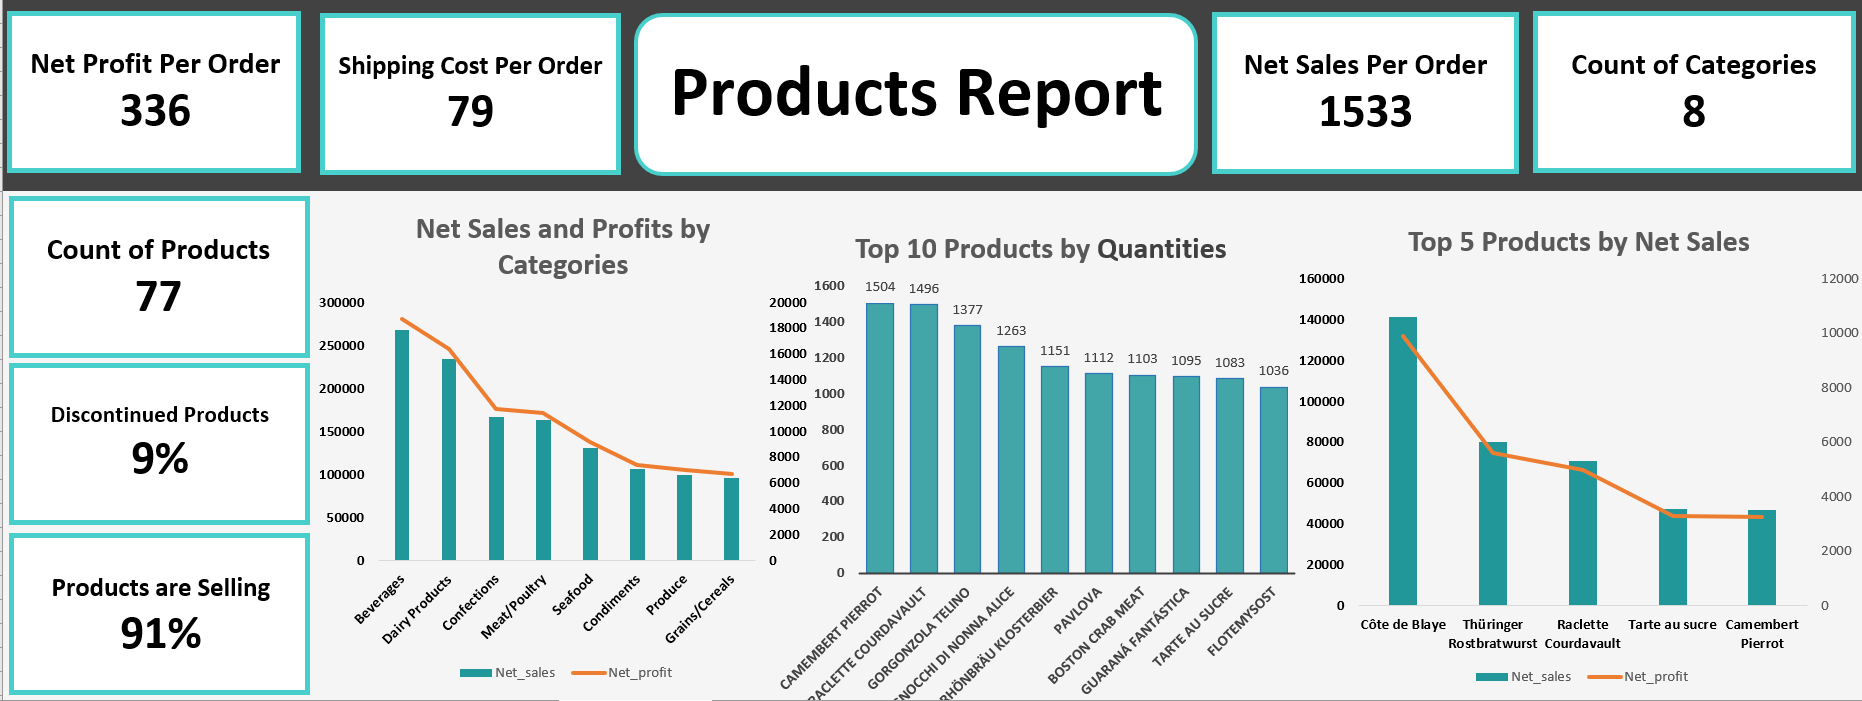 Net Profit Per Order
336
Shipping Cost Per Order
79
Products Report
Net Sales Per Order
1533
Count of Categories
8
Count of Products
77
Discontinued Products
9%
Products are Selling
91%
Net Sales and Profits by
Categories
300000
250000
200000
150000
100000
50000
0
20000
18000
16000
14000
12000
10000
8000
6000
4000
2000
0
Beverages
Dairy Products
Confections
Meat/Poultry
Seafood
Condiments
Produce
Grains/Cereals
Net_sales
Net_profit
Top 10 Products by Quantities
1600
1400
1200
1000
800
600
400
200
0
1504
1496
1377
1263
1151
1112
1103
1095
1083
1036
CAMEMBERT PIERROT
RACLETTE COURDAVAULT
GORGONZOLA TELINO
GNOCCHI DI NONNA ALICE
RHÖNBRÄU KLOSTERBIER
PAVLOVA
BOSTON CRAB MEAT
GUARANÁ FANTÁSTICA
TARTE AU SUCRE
FLOTEMYSOST
Top 5 Products by Net Sales
160000
140000
120000
100000
80000
60000
40000
20000
0
12000
10000
8000
6000
4000
2000
0
Côte de Blaye
Thüringer
Rostbratwurst
Raclette
Courdavault
Tarte au sucre
Camembert
Pierrot
Net_sales
Net_profit